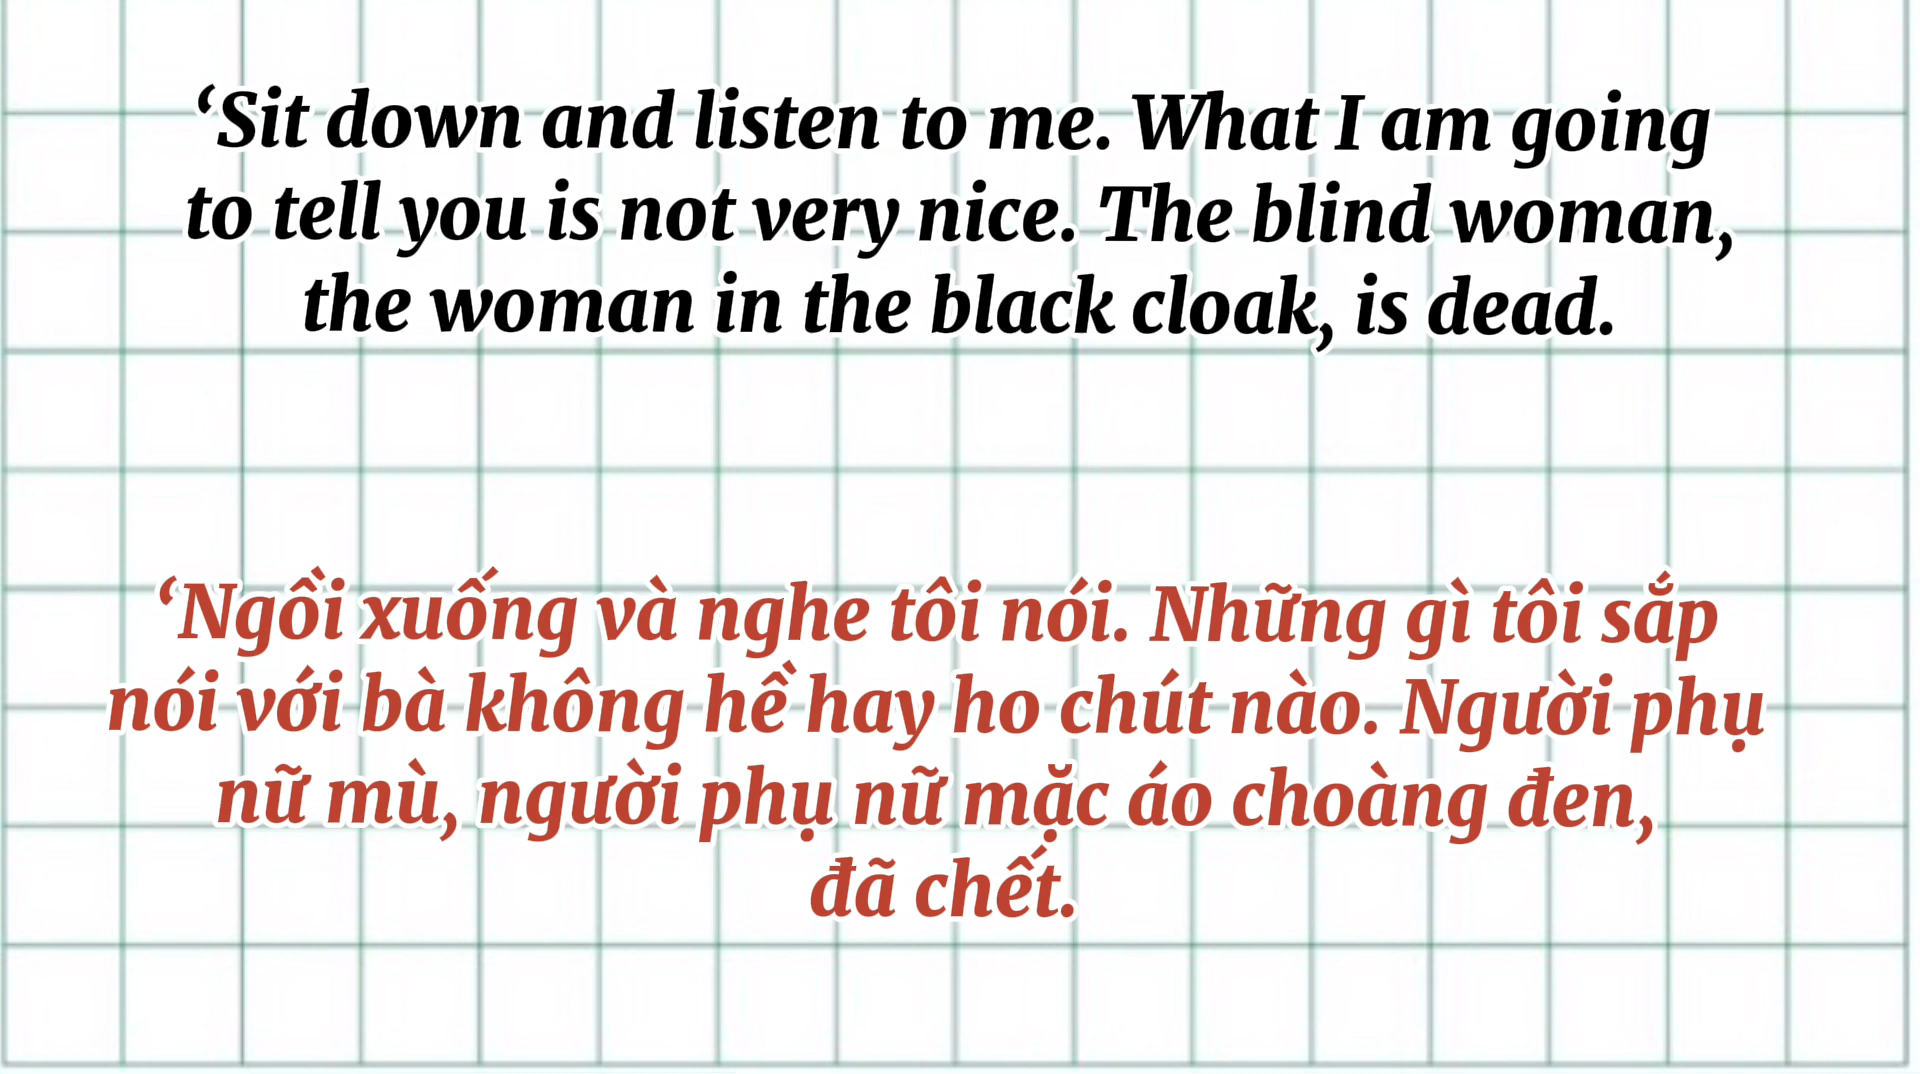 ‘Sit down and listen to me. What I am going
to tell you is not very nice. The blind woman,
the woman in the black cloak, is dead.
‘Ngồi xuống và nghe tôi nói. Những gì tôi sắp
nói với bà không hề hay ho chút nào. Người phụ
nữ mù, người phụ nữ mặc áo choàng đen,
đã chết.